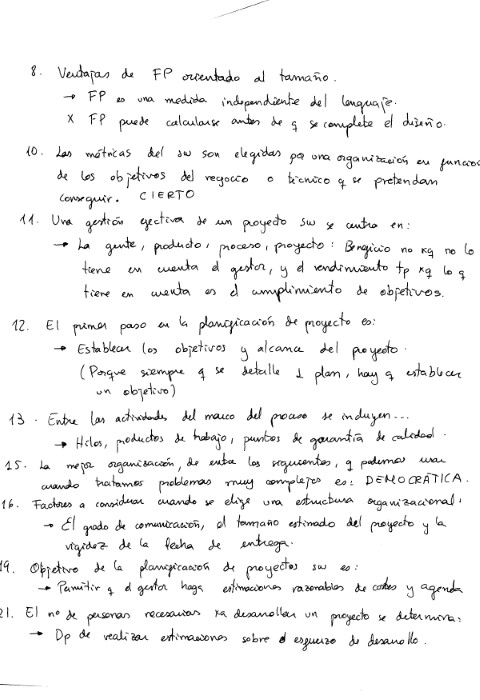 8. Ventajas de FP orientado al tamaño.
→ FP es una medida independiente del lenguaje.
X FP puede calcularse antes de q se complete el diseño.
10. Las métricas del sw son elegidas por una organización en función
de los objetivos del negocio o técnico q se pretendan
conseguir. CIERTO
11. Una gestión efectiva de un proyecto sw se centra en:
→ La gente, producto, proceso, proyecto: Beneficio no xq no lo
tiene en cuenta el gestor, y el rendimiento tp xq lo q
tiene en cuenta es el cumplimiento de objetivos.
12. El primer paso en la planificación de proyecto es:
→ Establecer los objetivos y alcance del proyecto.
(Porque siempre q se detalle 1 plan, hay q establecer
un objetivo)
13. Entre las actividades del marco del proceso se incluyen...
→ Hitos, productos de trabajo, puntos de garantía de calidad.
15. La mejor organización, de entre las siguientes, q podemos usar
cuando tratamos problemas muy complejos es: DEMOCRÁTICA.
16. Factores a considerar cuando se elige una estructura organizacional:
→ El grado de comunicación, el tamaño estimado del proyecto y la
rigidez de la fecha de entrega.
19. Objetivo de la planificación de proyectos sw es:
→ Permitir q el gestor haga estimaciones razonables de costes y agenda
21. El nº de personas necesarias xa desarrollar un proyecto se determina:
→ Dp de realizar estimaciones sobre el esfuerzo de desarrollo.